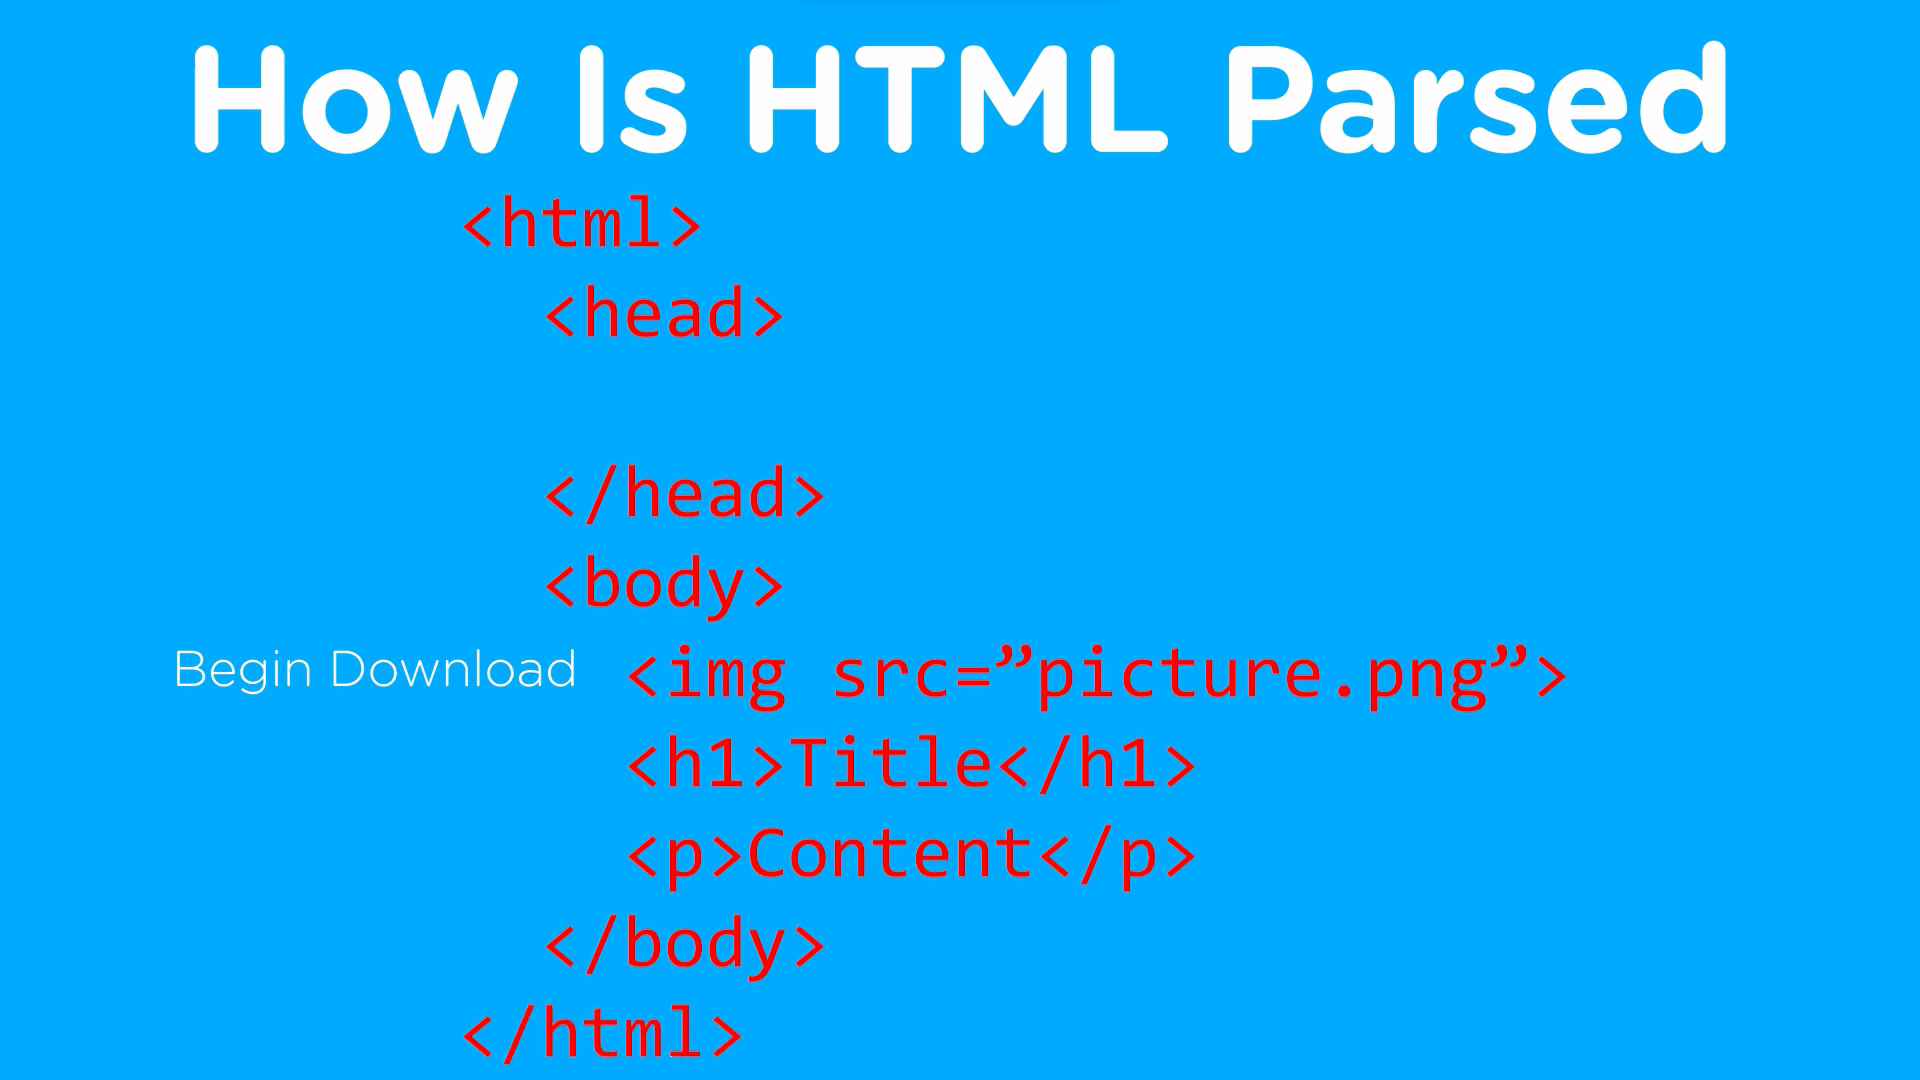 How Is HTML Parsed
<html>
<head>
</head>
<body>
Begin Download <img src=”picture.png”>
<h1>Title</h1>
<p>Content</p>
</body>
</html>